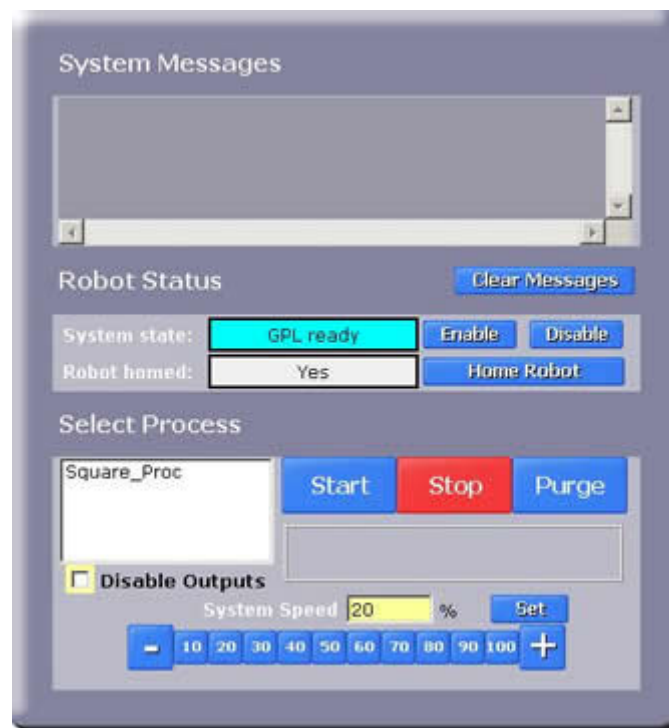 System Messages
Robot Status
Clear Messages
System state: GPL ready Enable Disable
Robot homed: Yes Home Robot
Select Process
Square_Proc
Start Stop Purge
Disable Outputs
System Speed 20 % Set
- 10 20 30 40 50 60 70 80 90 100 +